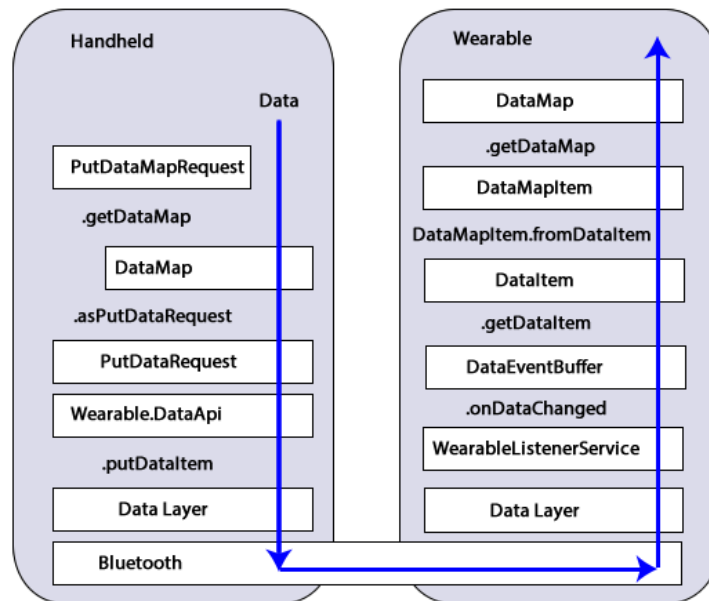 Handheld
Data
PutDataMapRequest
.getDataMap
DataMap
.asPutDataRequest
PutDataRequest
Wearable.DataApi
.putDataItem
Data Layer
Bluetooth
Wearable
DataMap
.getDataMap
DataMapItem
DataMapItem.fromDataItem
DataItem
.getDataItem
DataEventBuffer
.onDataChanged
WearableListenerService
Data Layer